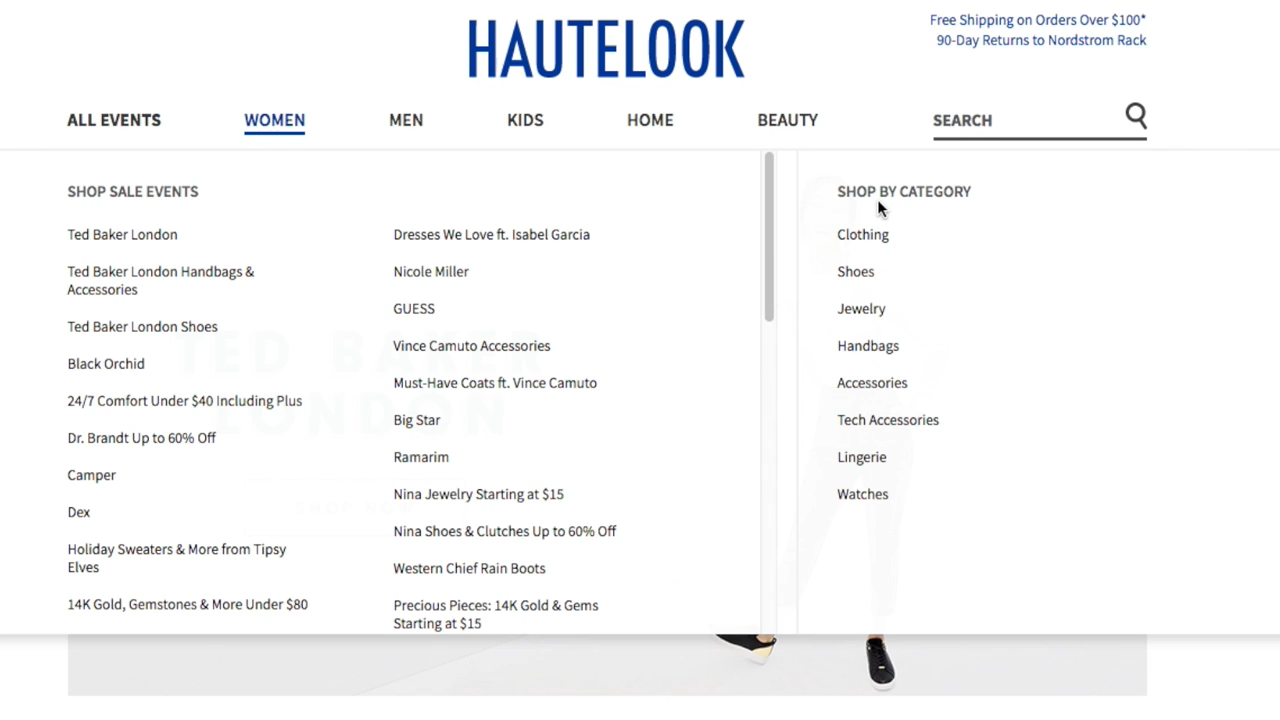 HAUTELOOK
Free Shipping on Orders Over $100*
90-Day Returns to Nordstrom Rack
ALL EVENTS
WOMEN
MEN
KIDS
HOME
BEAUTY
SEARCH
SHOP SALE EVENTS
Ted Baker London
Ted Baker London Handbags &
Accessories
Ted Baker London Shoes
Black Orchid
24/7 Comfort Under $40 Including Plus
Dr. Brandt Up to 60% Off
Camper
Dex
Holiday Sweaters & More from Tipsy
Elves
14K Gold, Gemstones & More Under $80
Dresses We Love ft. Isabel Garcia
Nicole Miller
GUESS
Vince Camuto Accessories
Must-Have Coats ft. Vince Camuto
Big Star
Ramarim
Nina Jewelry Starting at $15
Nina Shoes & Clutches Up to 60% Off
Western Chief Rain Boots
Precious Pieces: 14K Gold & Gems
Starting at $15
SHOP BY CATEGORY
Clothing
Shoes
Jewelry
Handbags
Accessories
Tech Accessories
Lingerie
Watches
TED BAKER
LONDON
SHOP NOW